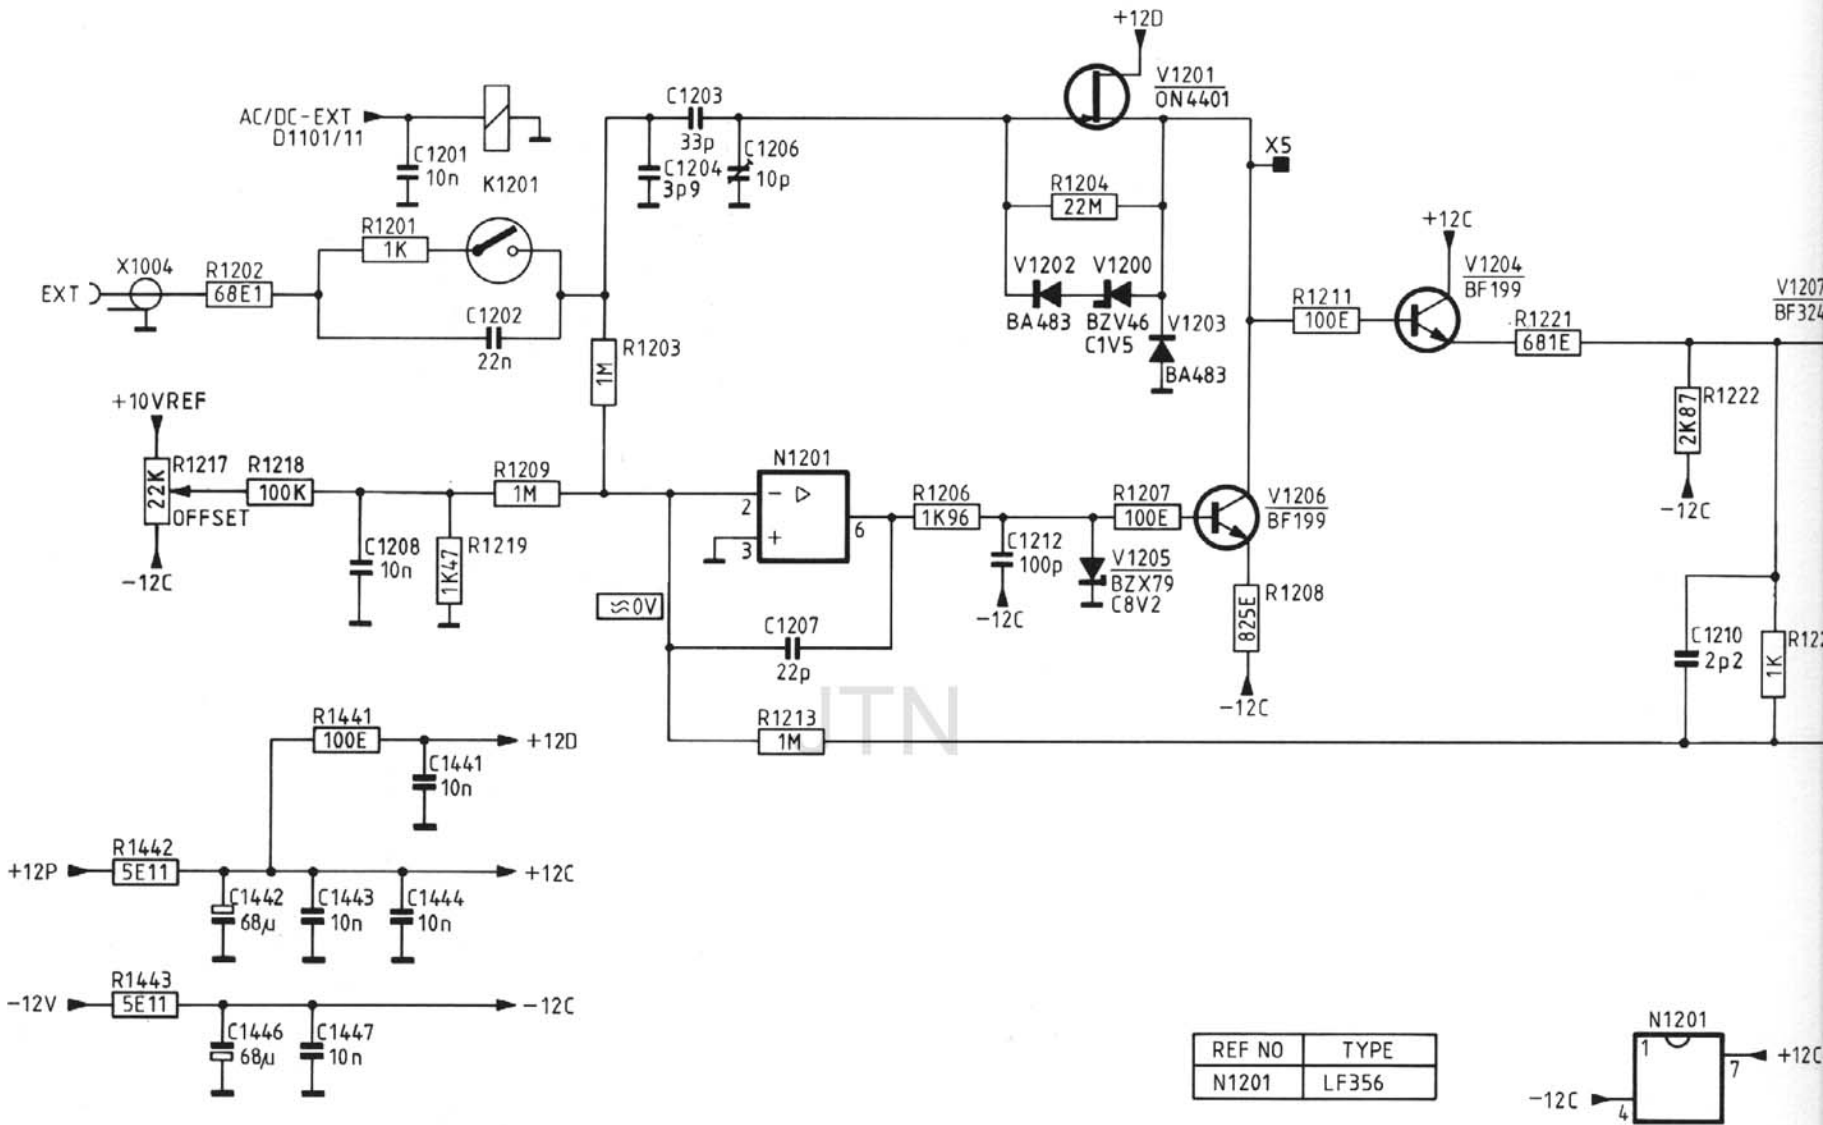 +12D
V1201
ON4401
AC/DC-EXT
D1101/11
C1201
10n
K1201
C1203
33p
C1204
3p9
C1206
10p
X5
R1204
22M
R1201
1K
EXT
X1004
R1202
68E1
C1202
22n
R1203
1M
V1202
BA483
V1200
BZV46
C1V5
V1203
BA483
R1211
100E
+12C
V1204
BF199
R1221
681E
V1207
BF324
R1222
2K87
-12C
+10VREF
R1217
22K
OFFSET
-12C
R1218
100K
C1208
10n
R1219
1K47
R1209
1M
N1201
-
2
+
3
6
R1206
1K96
C1212
100p
-12C
R1207
100E
V1205
BZX79
C8V2
V1206
BF199
R1208
825E
-12C
≈0V
C1207
22p
C1210
2p2
R122
1K
R1213
1M
JTN
R1441
100E
+12D
C1441
10n
+12P
R1442
5E11
+12C
C1442
68µ
C1443
10n
C1444
10n
-12V
R1443
5E11
-12C
C1446
68µ
C1447
10n
REF NO TYPE
N1201 LF356
N1201
1
7
+12C
-12C
4